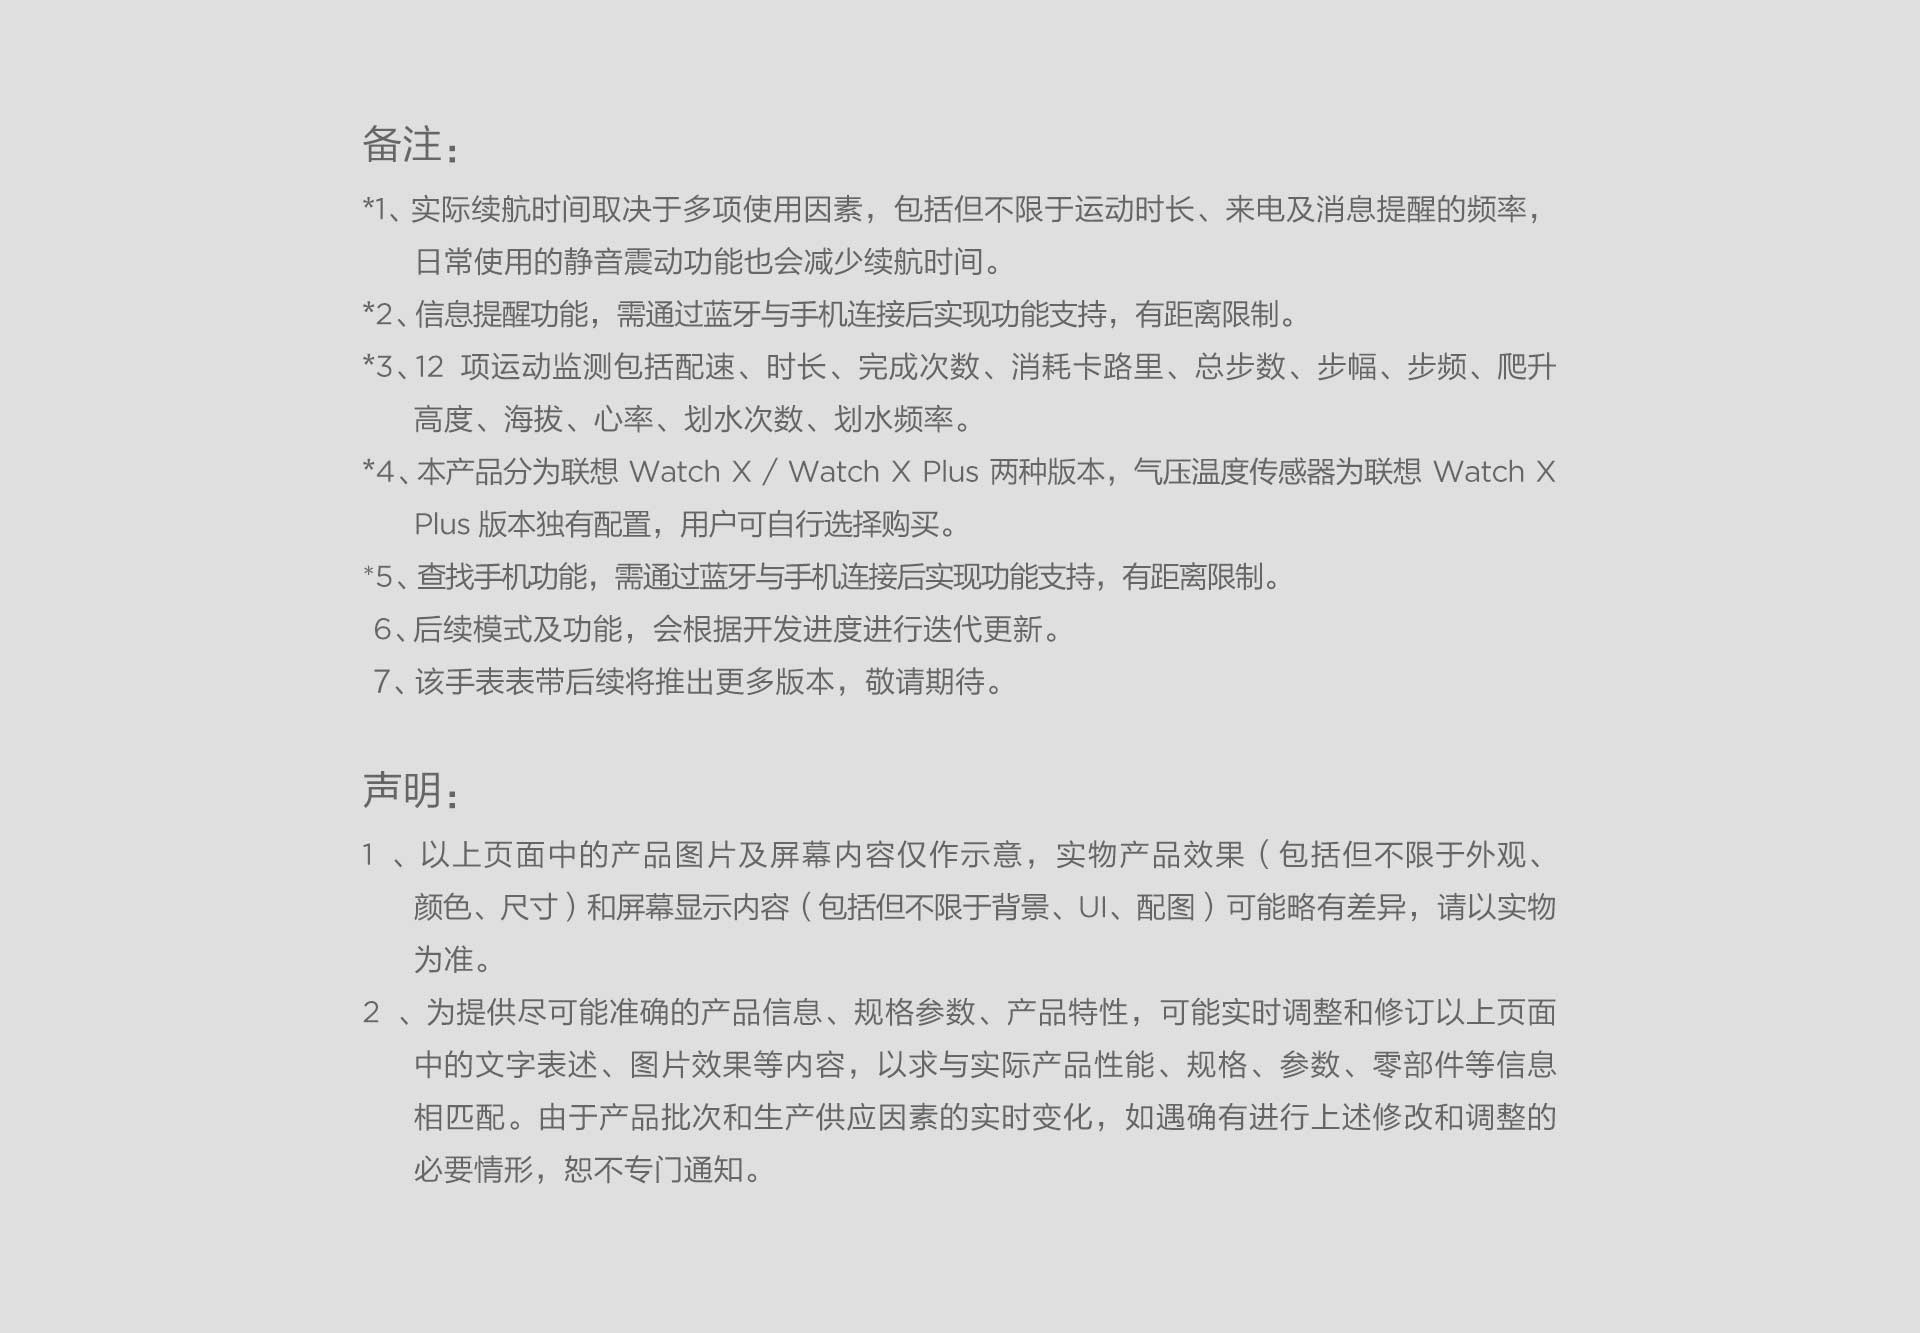 备注：
*1、实际续航时间取决于多项使用因素，包括但不限于运动时长、来电及消息提醒的频率，
日常使用的静音震动功能也会减少续航时间。
*2、信息提醒功能，需通过蓝牙与手机连接后实现功能支持，有距离限制。
*3、12 项运动监测包括配速、时长、完成次数、消耗卡路里、总步数、步幅、步频、爬升
高度、海拔、心率、划水次数、划水频率。
*4、本产品分为联想 Watch X / Watch X Plus 两种版本，气压温度传感器为联想 Watch X
Plus 版本独有配置，用户可自行选择购买。
*5、查找手机功能，需通过蓝牙与手机连接后实现功能支持，有距离限制。
6、后续模式及功能，会根据开发进度进行迭代更新。
7、该手表表带后续将推出更多版本，敬请期待。
声明：
1 、以上页面中的产品图片及屏幕内容仅作示意，实物产品效果（包括但不限于外观、
颜色、尺寸）和屏幕显示内容（包括但不限于背景、UI、配图）可能略有差异，请以实物
为准。
2 、为提供尽可能准确的产品信息、规格参数、产品特性，可能实时调整和修订以上页面
中的文字表述、图片效果等内容，以求与实际产品性能、规格、参数、零部件等信息
相匹配。由于产品批次和生产供应因素的实时变化，如遇确有进行上述修改和调整的
必要情形，恕不专门通知。